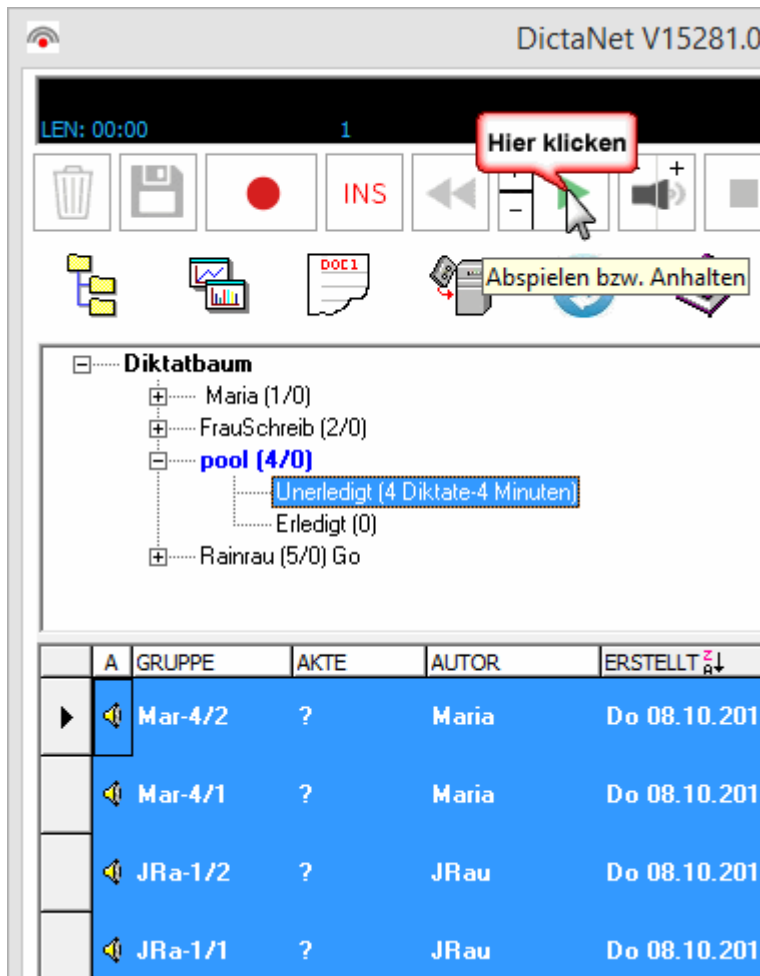 DictaNet V15281.0
LEN: 00:00 1
Hier klicken
INS
+
-
- +
DOC1
Abspielen bzw. Anhalten
Diktatbaum
Maria (1/0)
FrauSchreib (2/0)
pool (4/0)
Unerledigt (4 Diktate-4 Minuten)
Erledigt (0)
Rainrau (5/0) Go
A GRUPPE AKTE AUTOR ERSTELLT
Mar-4/2 ? Maria Do 08.10.201
Mar-4/1 ? Maria Do 08.10.201
JRa-1/2 ? JRau Do 08.10.201
JRa-1/1 ? JRau Do 08.10.201